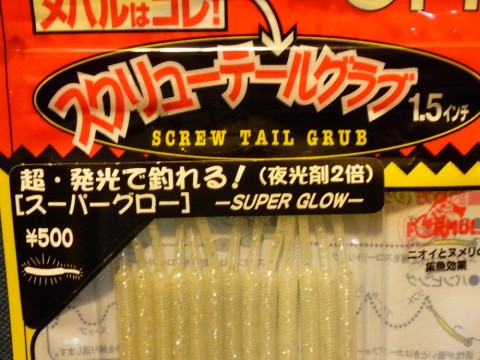 メバルはコレ!
スクリューテールグラブ
1.5インチ
SCREW TAIL GRUB
超・発光で釣れる! (夜光剤2倍)
[スーパーグロー] —SUPER GLOW—
¥500
FORMULA
ニオイとヌメリの
集魚効果